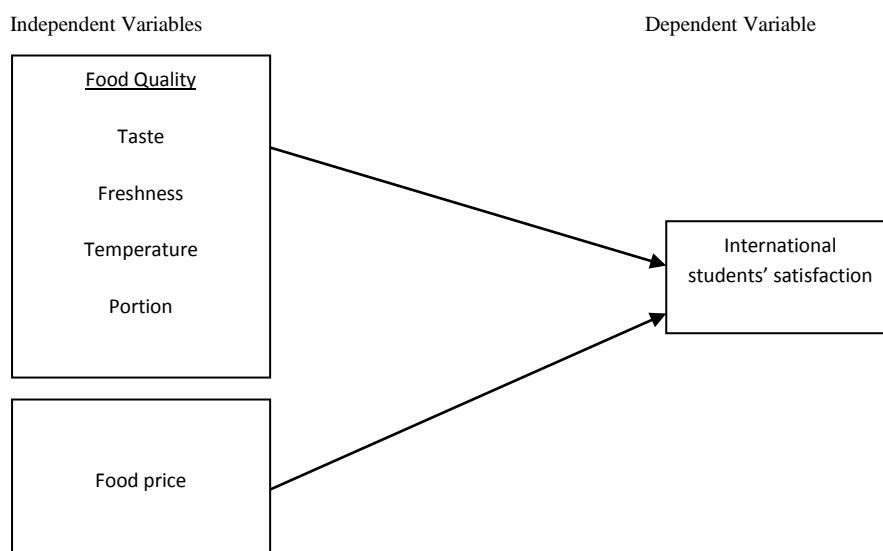 Independent Variables
Dependent Variable
Food Quality
Taste
Freshness
Temperature
Portion
International
students’ satisfaction
Food price